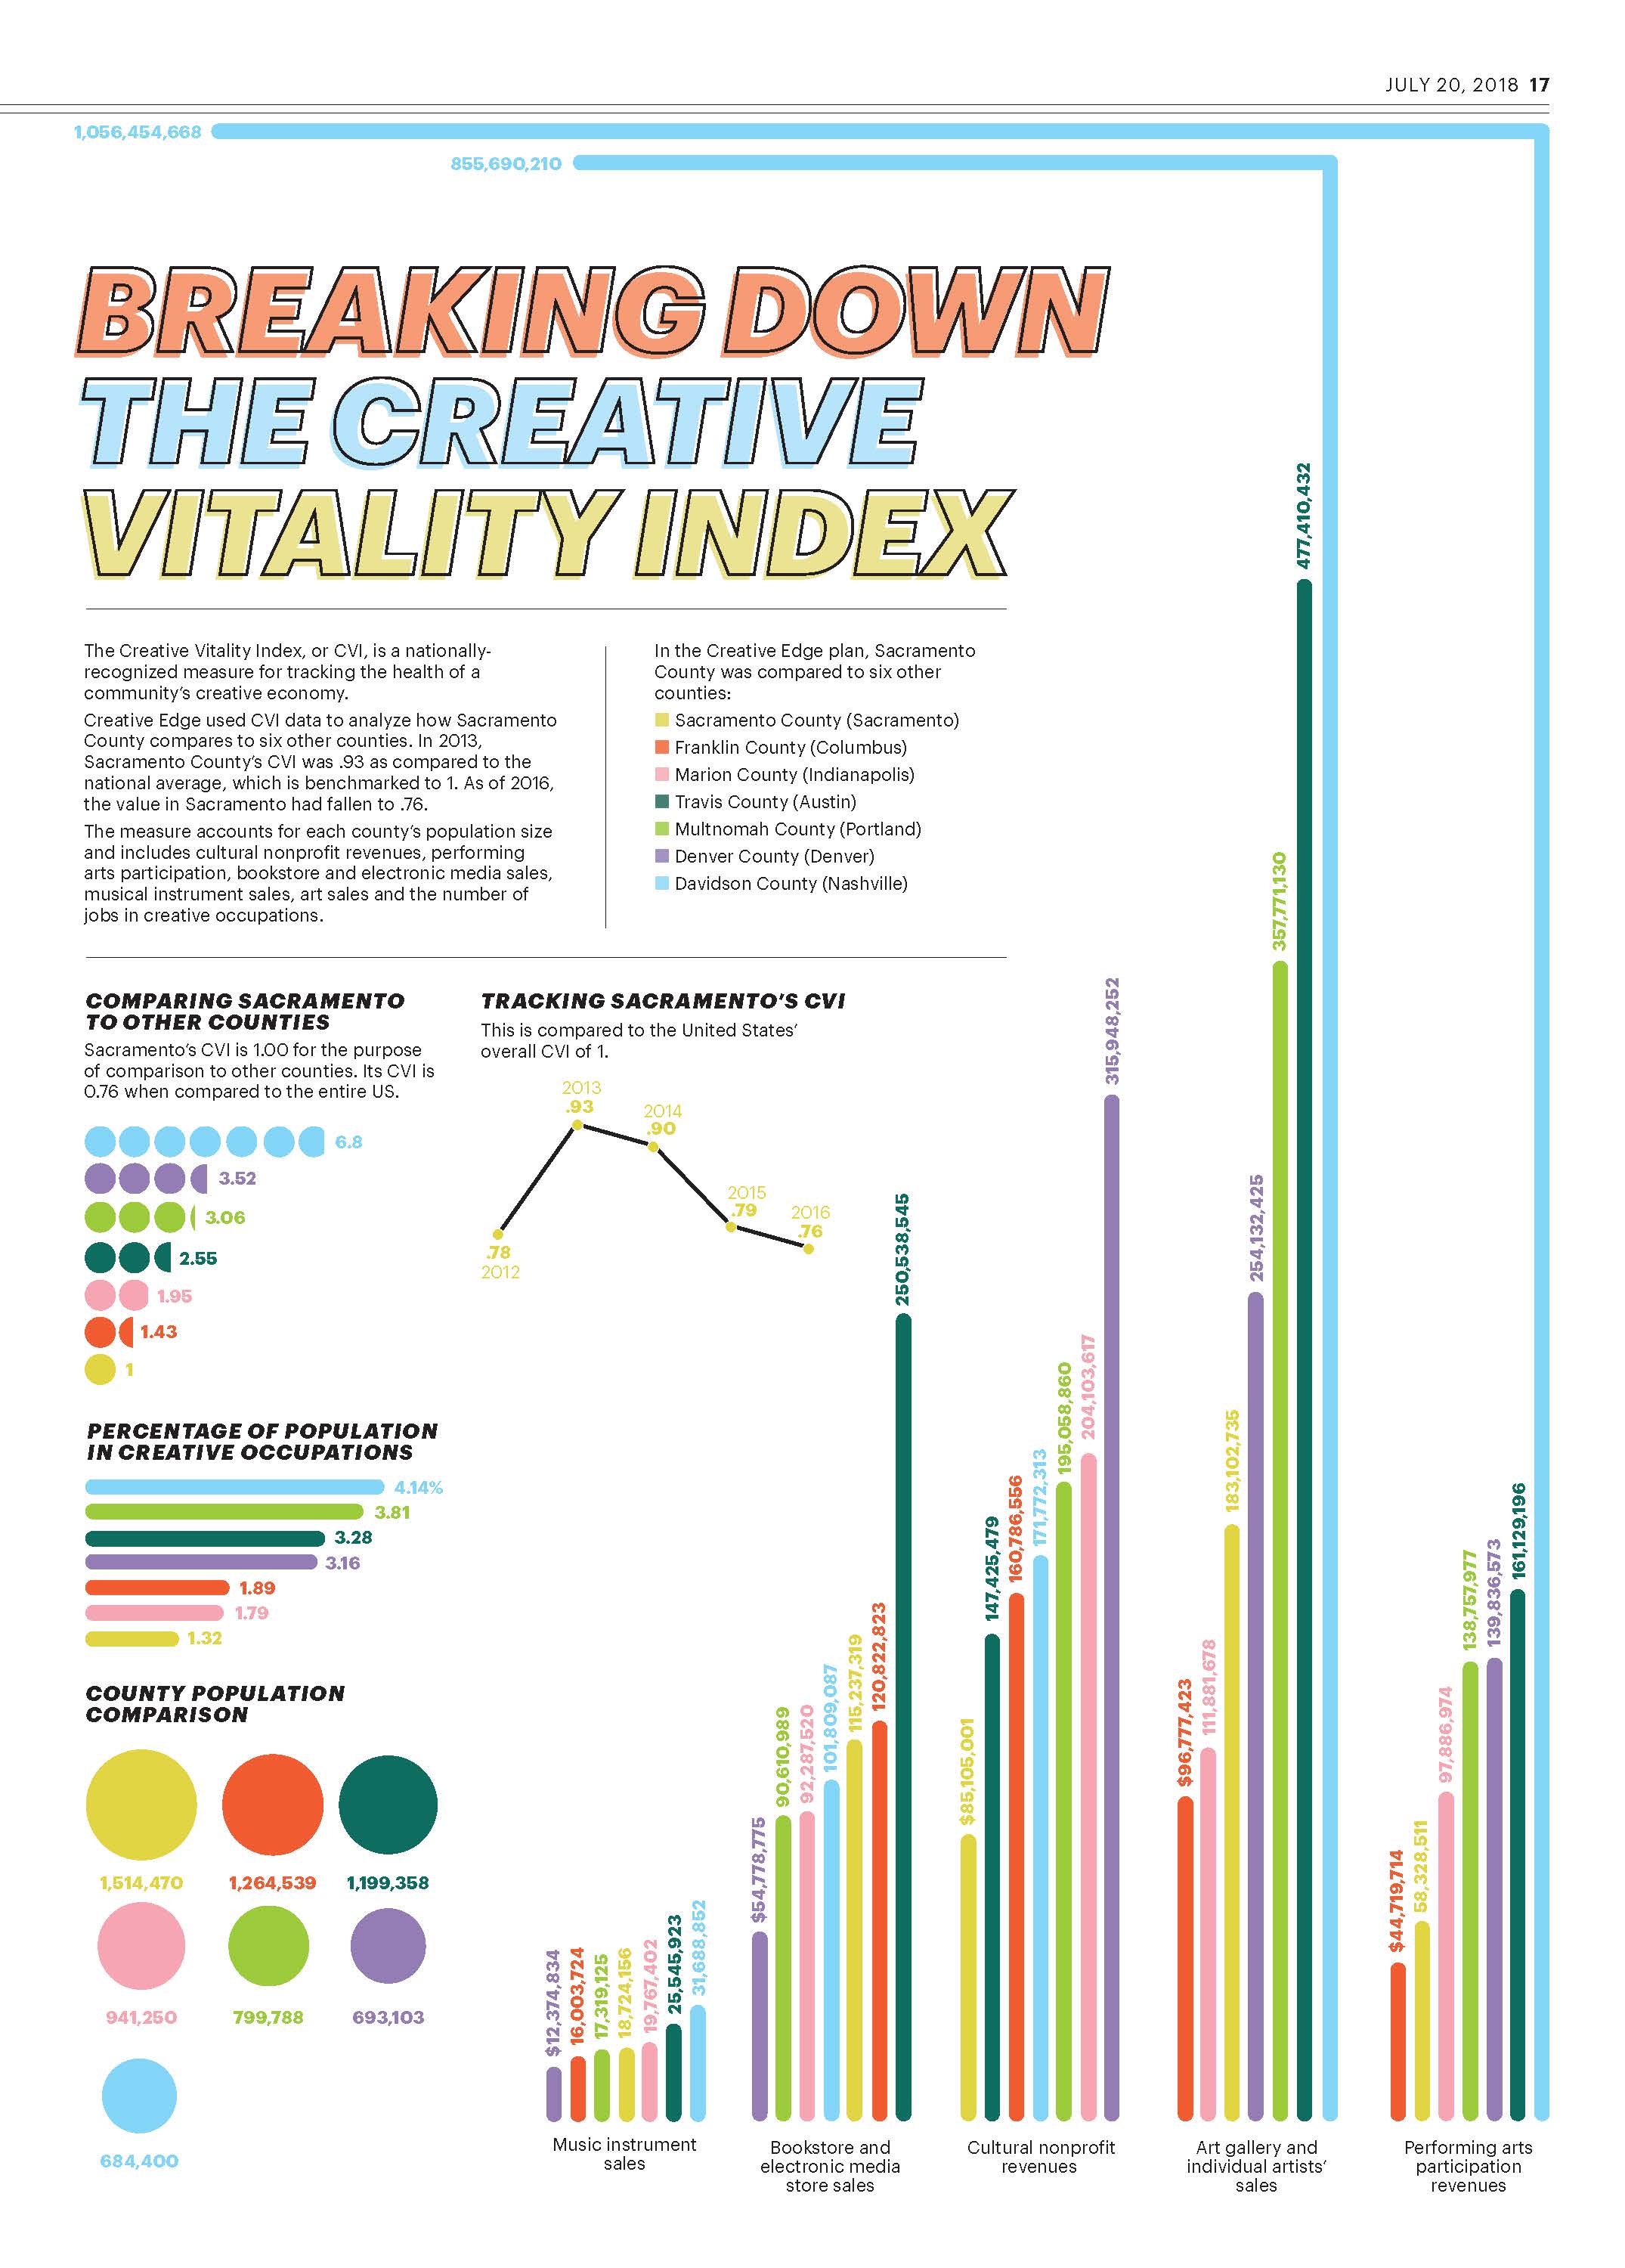 JULY 20, 2018 17
1,056,454,668
855,690,210
BREAKING DOWN
THE CREATIVE
VITALITY INDEX
The Creative Vitality Index, or CVI, is a nationally-
recognized measure for tracking the health of a
community's creative economy.
Creative Edge used CVI data to analyze how Sacramento
County compares to six other counties. In 2013,
Sacramento County's CVI was .93 as compared to the
national average, which is benchmarked to 1. As of 2016,
the value in Sacramento had fallen to .76.
The measure accounts for each county's population size
and includes cultural nonprofit revenues, performing
arts participation, bookstore and electronic media sales,
musical instrument sales, art sales and the number of
jobs in creative occupations.
In the Creative Edge plan, Sacramento
County was compared to six other
counties:
Sacramento County (Sacramento)
Franklin County (Columbus)
Marion County (Indianapolis)
Travis County (Austin)
Multnomah County (Portland)
Denver County (Denver)
Davidson County (Nashville)
COMPARING SACRAMENTO
TO OTHER COUNTIES
Sacramento's CVI is 1.00 for the purpose
of comparison to other counties. Its CVI is
0.76 when compared to the entire US.
6.8
3.52
3.06
2.55
1.95
1.43
1
TRACKING SACRAMENTO'S CVI
This is compared to the United States'
overall CVI of 1.
2013
.93
2014
.90
2015
.79
2016
.76
.78
2012
PERCENTAGE OF POPULATION
IN CREATIVE OCCUPATIONS
4.14%
3.81
3.28
3.16
1.89
1.79
1.32
COUNTY POPULATION
COMPARISON
1,514,470
1,264,539
1,199,358
941,250
799,788
693,103
684,400
$12,374,834
16,003,724
17,319,125
18,724,156
19,767,402
25,545,923
31,688,852
Music instrument
sales
$54,778,775
90,610,989
92,287,520
101,809,087
115,237,319
120,822,823
250,538,545
Bookstore and
electronic media
store sales
$85,105,001
147,425,479
160,786,556
171,772,313
195,058,860
204,103,617
315,948,252
Cultural nonprofit
revenues
$96,777,423
111,881,678
183,102,735
254,132,425
357,771,130
477,410,432
Art gallery and
individual artists'
sales
$44,719,714
58,328,511
97,886,974
138,757,977
139,836,573
161,129,196
Performing arts
participation
revenues